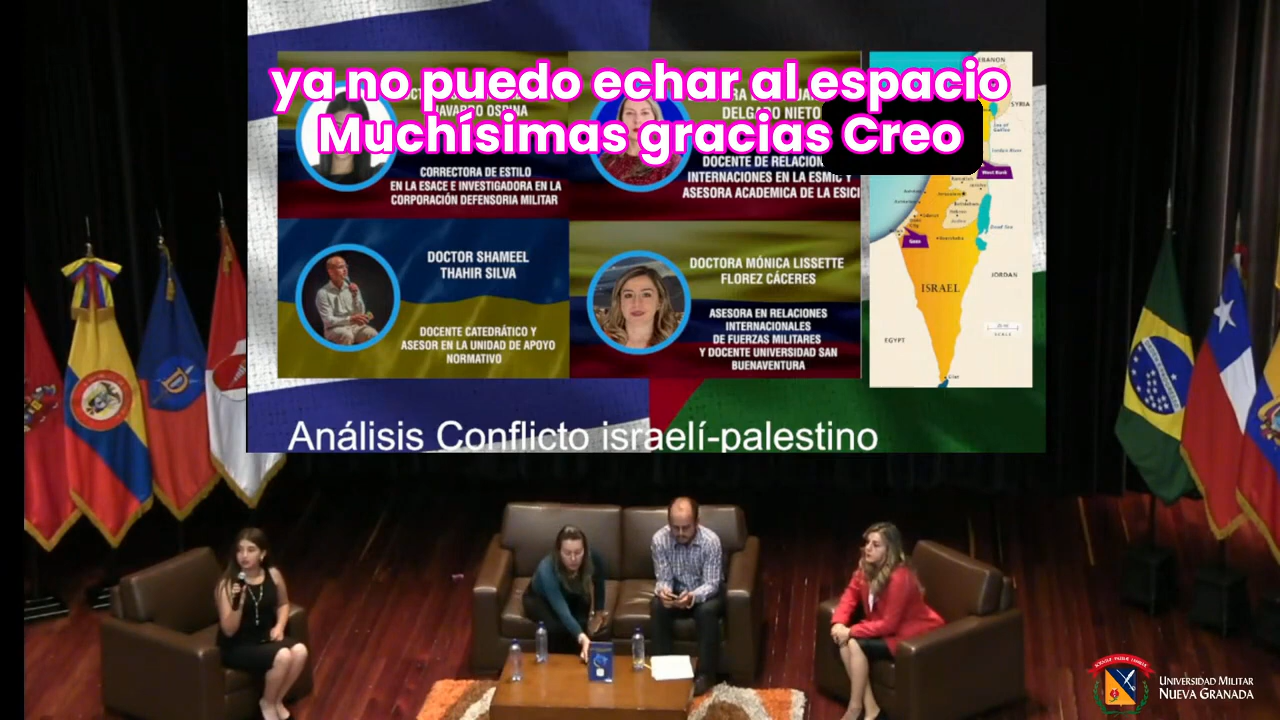 ya no puedo echar al espacio
Muchísimas gracias Creo
NAVARRO OSPINA
CORRECTORA DE ESTILO
EN LA ESACE E INVESTIGADORA EN LA
CORPORACIÓN DEFENSORIA MILITAR
DELGADO NIETO
DOCENTE DE
INTERNACIONALES EN LA ESMIC Y
ASESORA ACADEMICA DE LA ESICI
DOCTOR SHAMEEL
THAHIR SILVA
DOCENTE CATEDRÁTICO Y
ASESOR EN LA UNIDAD DE APOYO
NORMATIVO
DOCTORA MÓNICA LISSETTE
FLOREZ CÁCERES
ASESORA EN RELACIONES
INTERNACIONALES
DE FUERZAS MILITARES
Y DOCENTE UNIVERSIDAD SAN
BUENAVENTURA
SYRIA
West Bank
Dead Sea
Gaza
JORDAN
ISRAEL
EGYPT
Análisis Conflicto israelí-palestino
UNIVERSIDAD MILITAR
NUEVA GRANADA